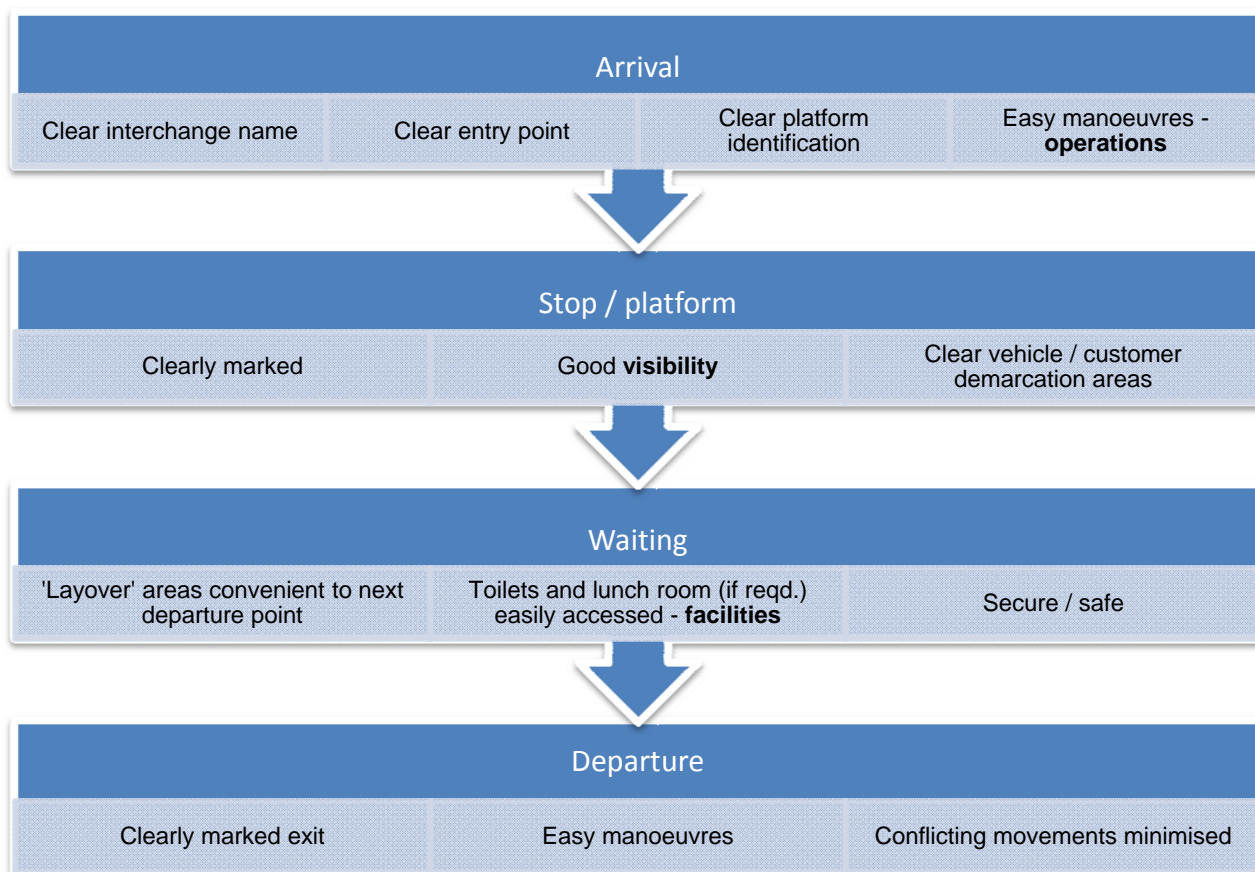 Arrival
Clear interchange name
Clear entry point
Clear platform
identification
Easy manoeuvres -
operations
Stop / platform
Clearly marked
Good visibility
Clear vehicle / customer
demarcation areas
Waiting
'Layover' areas convenient to next
departure point
Toilets and lunch room (if reqd.)
easily accessed - facilities
Secure / safe
Departure
Clearly marked exit
Easy manoeuvres
Conflicting movements minimised